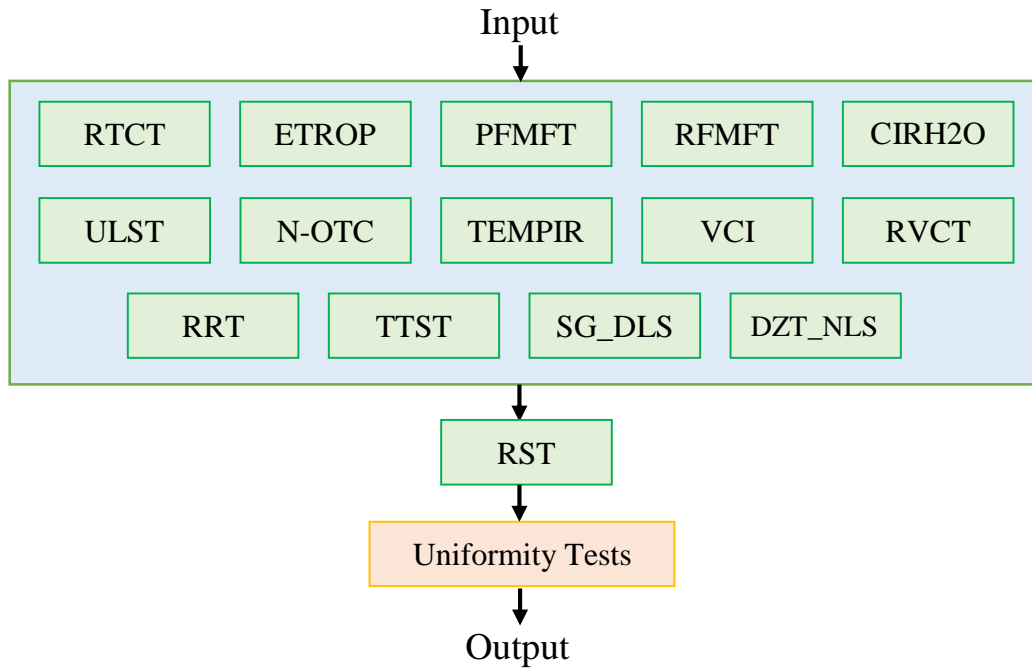 Input
RTCT ETROP PFMFT RFMFT CIRH2O
ULST N-OTC TEMPIR VCI RVCT
RRT TTST SG_DLS DZT_NLS
RST
Uniformity Tests
Output